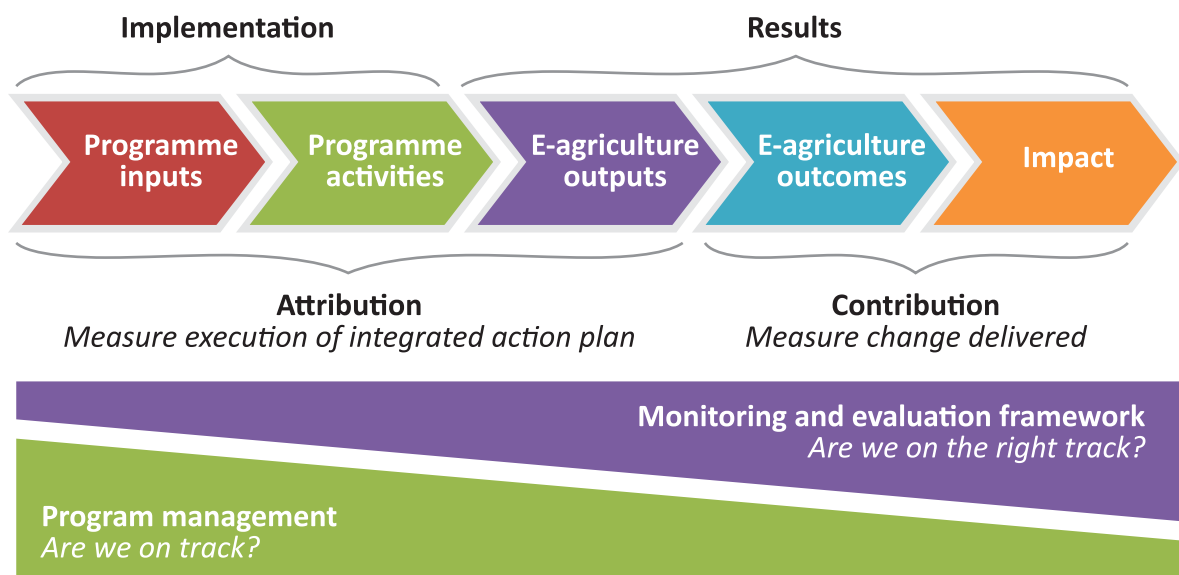 Implementation
Results
Programme
inputs
Programme
activities
E-agriculture
outputs
E-agriculture
outcomes
Impact
Attribution
Measure execution of integrated action plan
Contribution
Measure change delivered
Monitoring and evaluation framework
Are we on the right track?
Program management
Are we on track?